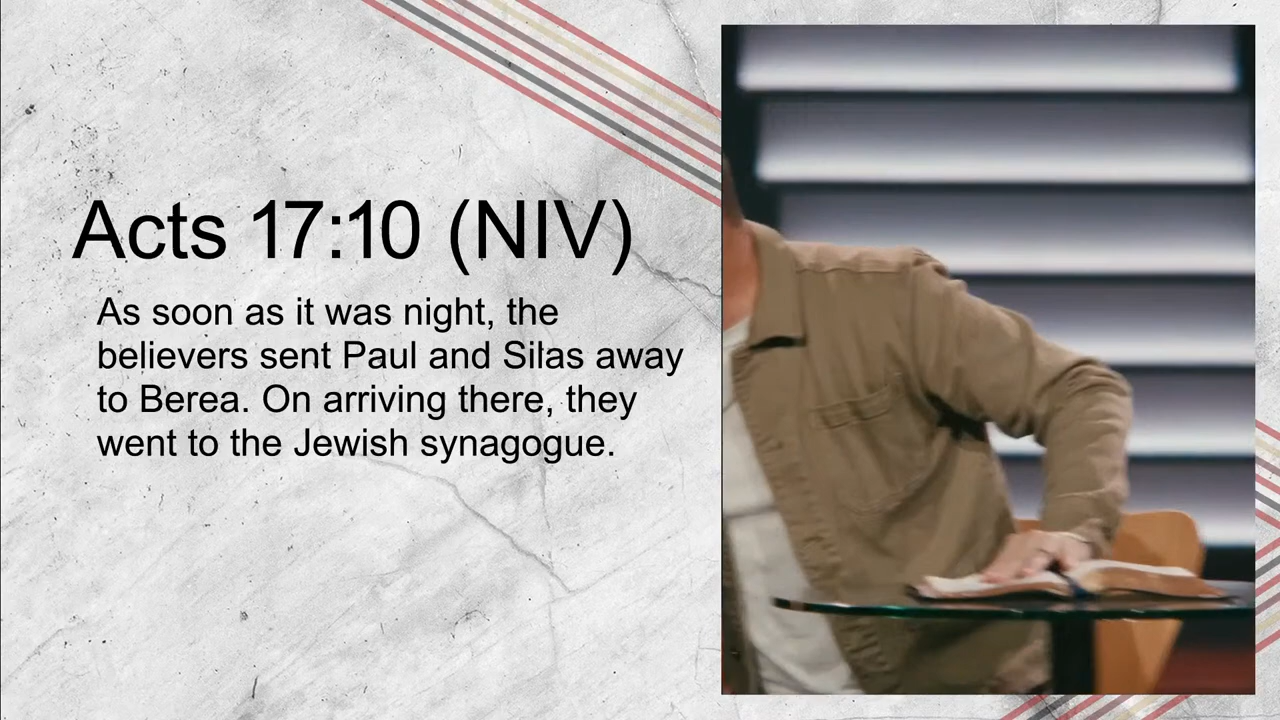 Acts 17:10 (NIV)
As soon as it was night, the
believers sent Paul and Silas away
to Berea. On arriving there, they
went to the Jewish synagogue.